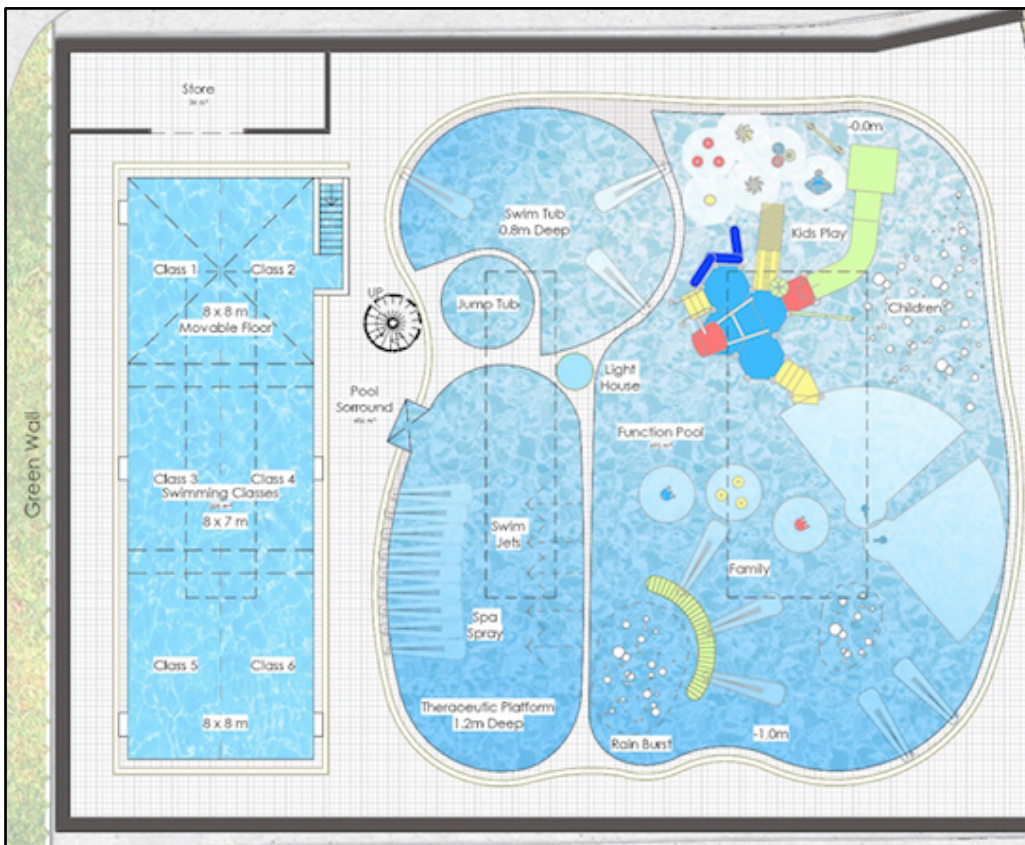 Store
Green Wall
Class 1
Class 2
8 x 8 m
Movable Floor
Class 3
Class 4
Swimming Classes
8 x 7 m
Class 5
Class 6
8 x 8 m
UP
Pool
Sorround
Swim Tub
0.8m Deep
Jump Tub
Light
House
Swim
Jets
Spa
Spray
Theraceutic Platform
1.2m Deep
-0.0m
Kids Play
Children
Function Pool
Family
Rain Burst
-1.0m